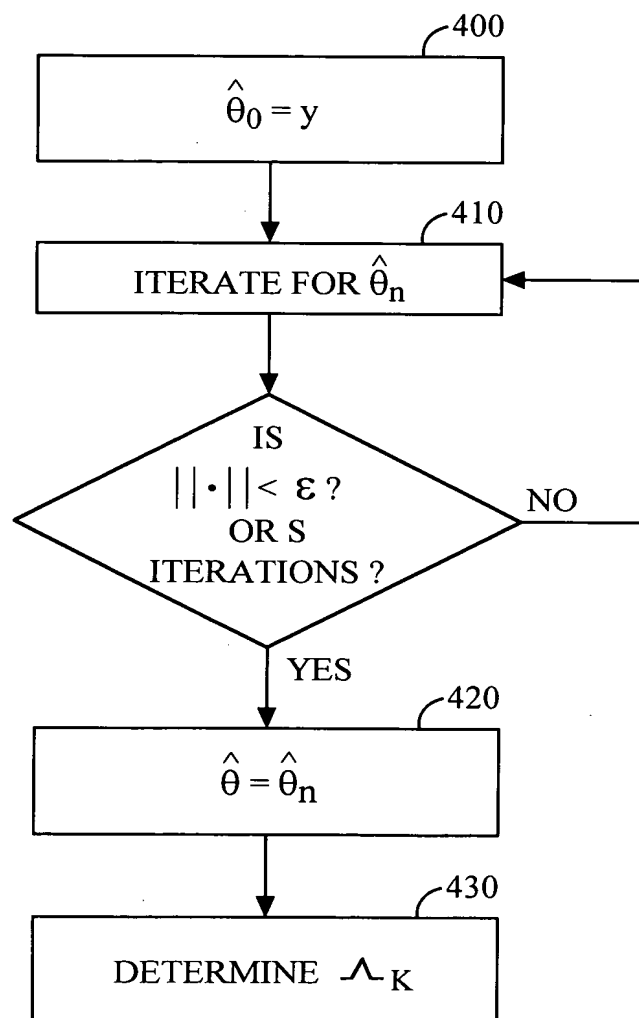 400
θ̂₀ = y
410
ITERATE FOR θ̂ₙ
IS
||·|| < ε ?
OR S
ITERATIONS ?
NO
YES
420
θ̂ = θ̂ₙ
430
DETERMINE Λ K